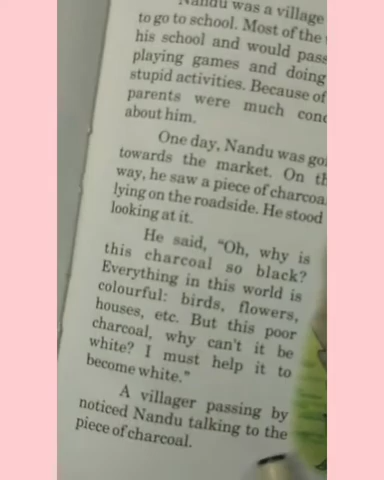 Nandu was a village
to go to school. Most of the
his school and would pass
playing games and doing
stupid activities. Because of
parents were much
about him.
One day, Nandu was
towards the market. On
way, he saw a piece of
lying on the roadside. He stood
looking at it.
He said, "Oh, why is
this charcoal so black?
Everything in this world is
colourful: birds, flowers,
houses, etc. But this poor
charcoal, why can't it be
white? I must help it to
become white."
A villager passing by
noticed Nandu talking to the
piece of charcoal.